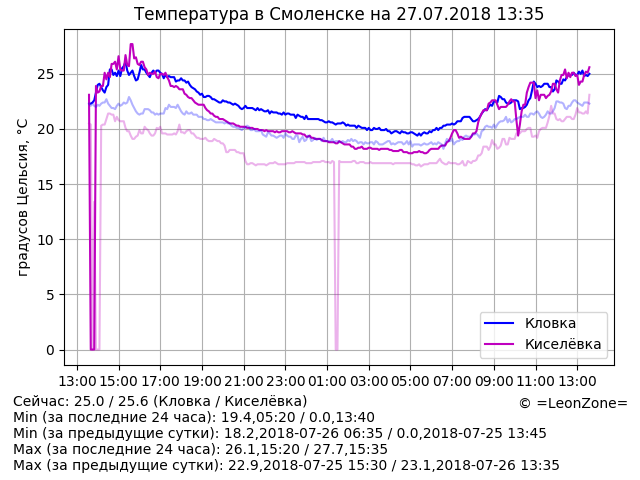 Температура в Смоленске на 27.07.2018 13:35
градусов Цельсия, °C
25
20
15
10
5
0
Кловка
Киселёвка
13:00 15:00 17:00 19:00 21:00 23:00 01:00 03:00 05:00 07:00 09:00 11:00 13:00
Сейчас: 25.0 / 25.6 (Кловка / Киселёвка)
© =LeonZone=
Min (за последние 24 часа): 19.4,05:20 / 0.0,13:40
Min (за предыдущие сутки): 18.2,2018-07-26 06:35 / 0.0,2018-07-25 13:45
Max (за последние 24 часа): 26.1,15:20 / 27.7,15:35
Max (за предыдущие сутки): 22.9,2018-07-25 15:30 / 23.1,2018-07-26 13:35